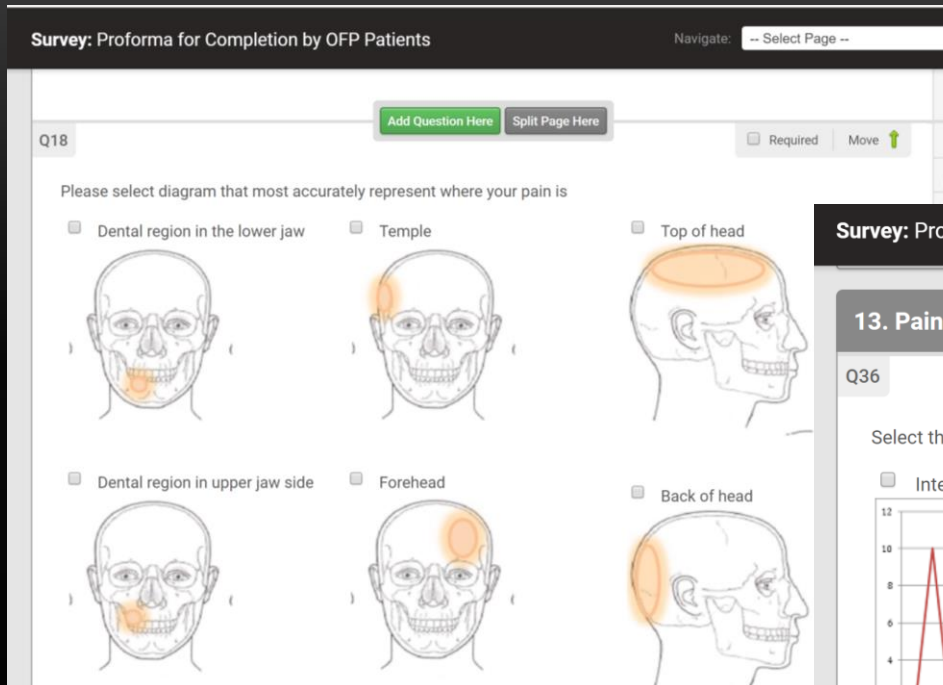 Survey: Proforma for Completion by OFP Patients
Navigate: -- Select Page --
Add Question Here Split Page Here
Q18
Required Move
Please select diagram that most accurately represent where your pain is
Dental region in the lower jaw
Temple
Top of head
Dental region in upper jaw side
Forehead
Back of head
Survey:
13. Pain
Q36
Select
12
10
8
6
4